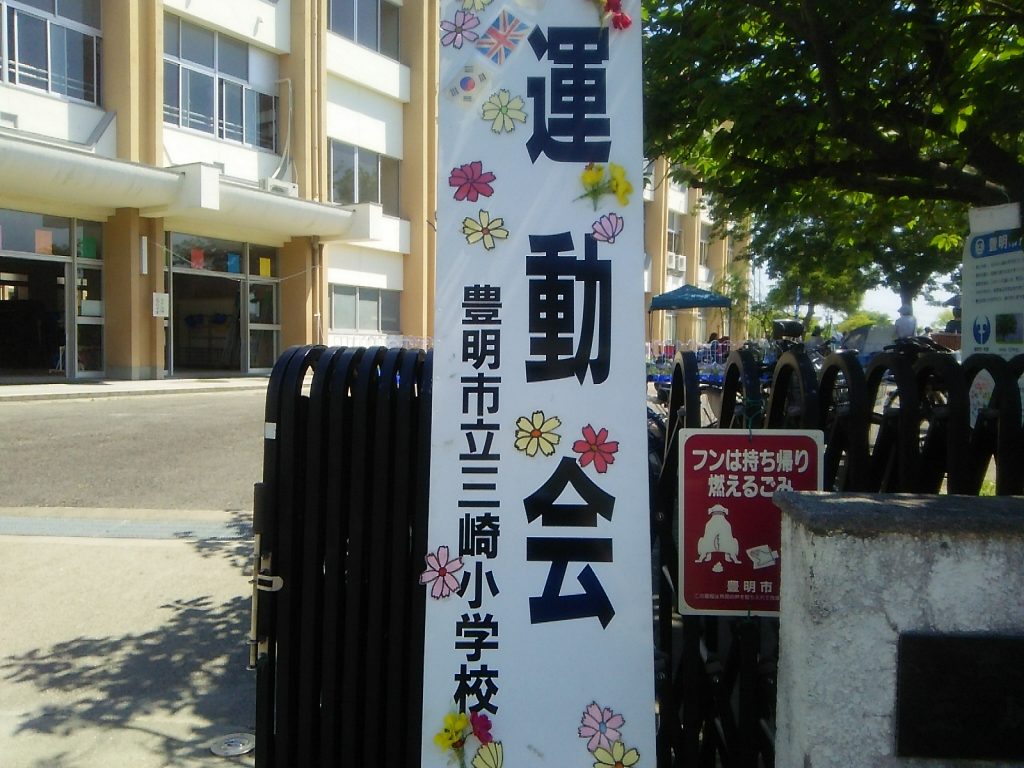 運動会
豊明市立三崎小学校
フンは持ち帰り
燃えるごみ
豊明市
豊明市